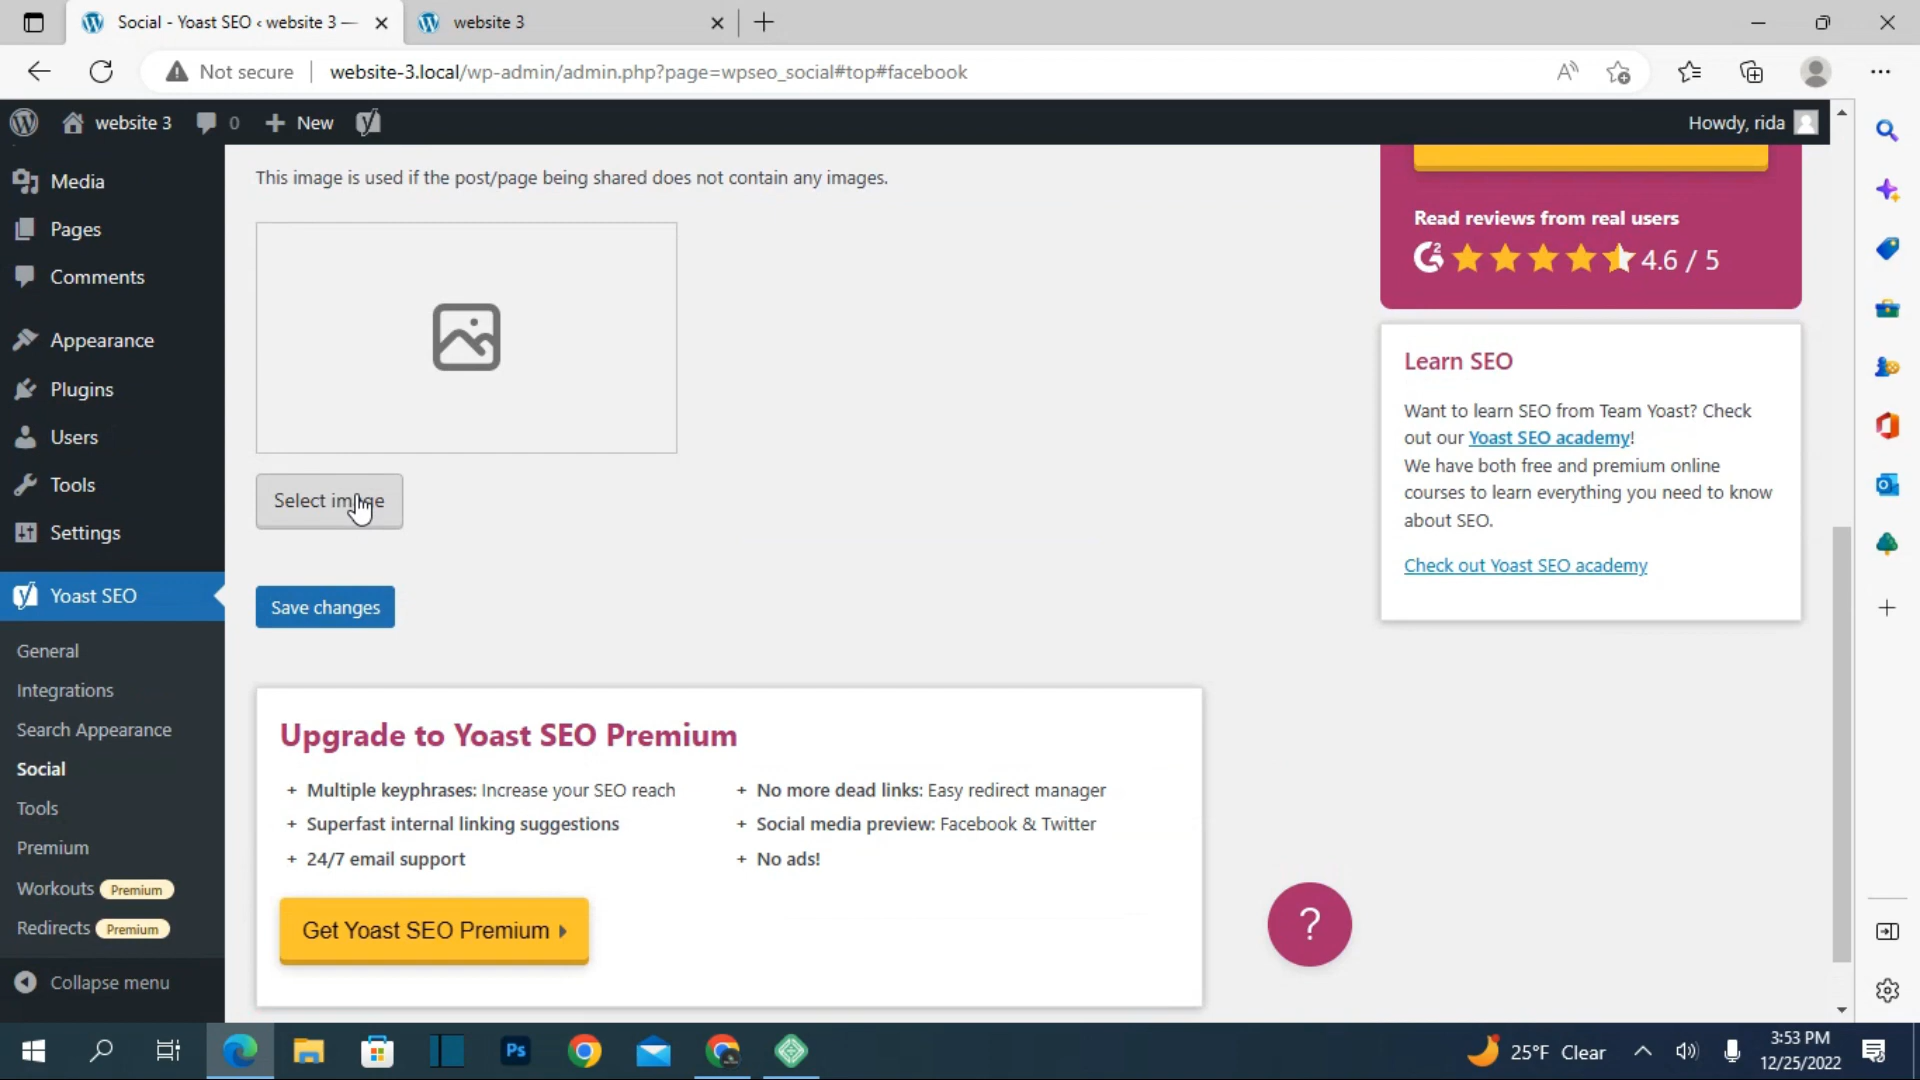 Social - Yoast SEO ‹ website 3 —
website 3
Not secure
website-3.local/wp-admin/admin.php?page=wpseo_social#top#facebook
website 3
0
New
Howdy, rida
Media
Pages
Comments
Appearance
Plugins
Users
Tools
Settings
Yoast SEO
General
Integrations
Search Appearance
Social
Tools
Premium
Workouts Premium
Redirects Premium
Collapse menu
This image is used if the post/page being shared does not contain any images.
Select image
Save changes
Upgrade to Yoast SEO Premium
+ Multiple keyphrases: Increase your SEO reach
+ Superfast internal linking suggestions
+ 24/7 email support
+ No more dead links: Easy redirect manager
+ Social media preview: Facebook & Twitter
+ No ads!
Get Yoast SEO Premium
Read reviews from real users
G2 4.6 / 5
Learn SEO
Want to learn SEO from Team Yoast? Check
out our Yoast SEO academy!
We have both free and premium online
courses to learn everything you need to know
about SEO.
Check out Yoast SEO academy
?
Ps
25°F Clear
3:53 PM
12/25/2022